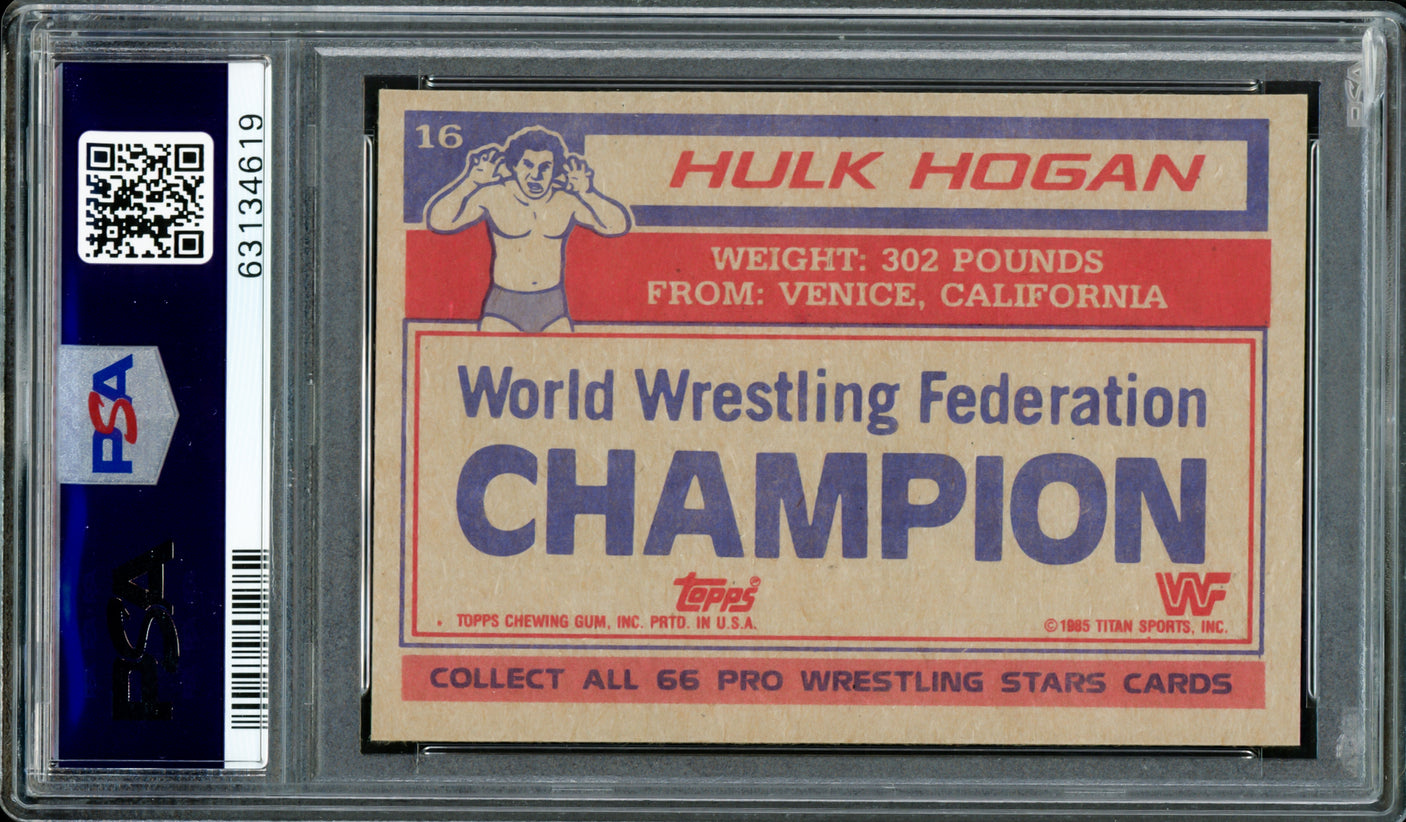 63134619
PSA
PSA
16
HULK HOGAN
WEIGHT: 302 POUNDS
FROM: VENICE, CALIFORNIA
World Wrestling Federation
CHAMPION
topps®
WF
. TOPPS CHEWING GUM, INC. PRTD. IN U.S.A.
©1985 TITAN SPORTS, INC.
COLLECT ALL 66 PRO WRESTLING STARS CARDS
PSA